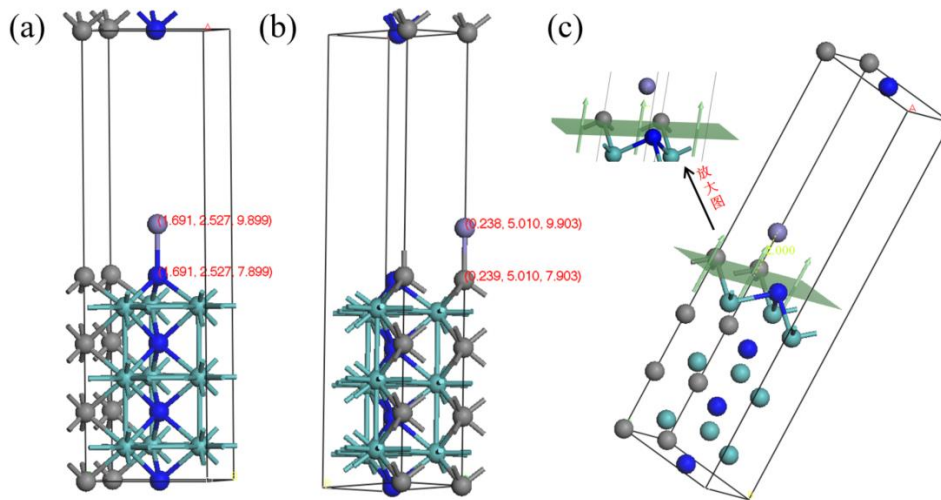 (a)
(b)
(c)
(1.691, 2.527, 9.899)
(1.691, 2.527, 7.899)
(0.238, 5.010, 9.903)
(0.239, 5.010, 7.903)
放大图
A
A